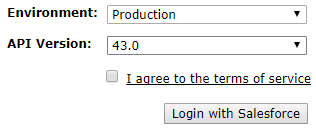 Environment: Production
API Version: 43.0
I agree to the terms of service
Login with Salesforce